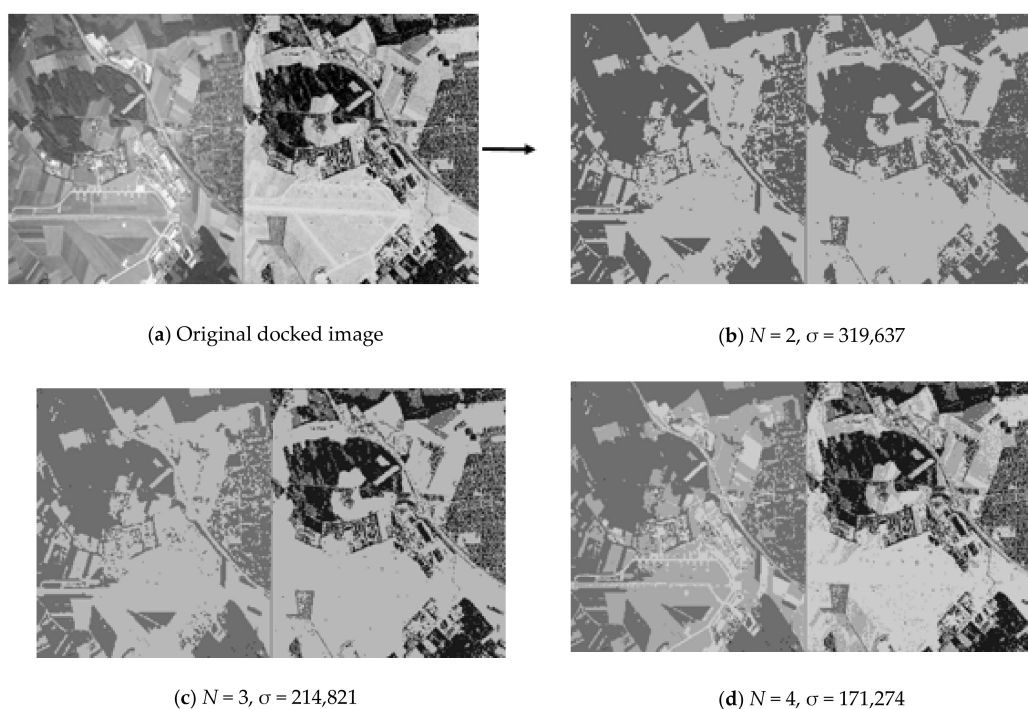 (a) Original docked image
(b) N = 2, σ = 319,637
(c) N = 3, σ = 214,821
(d) N = 4, σ = 171,274